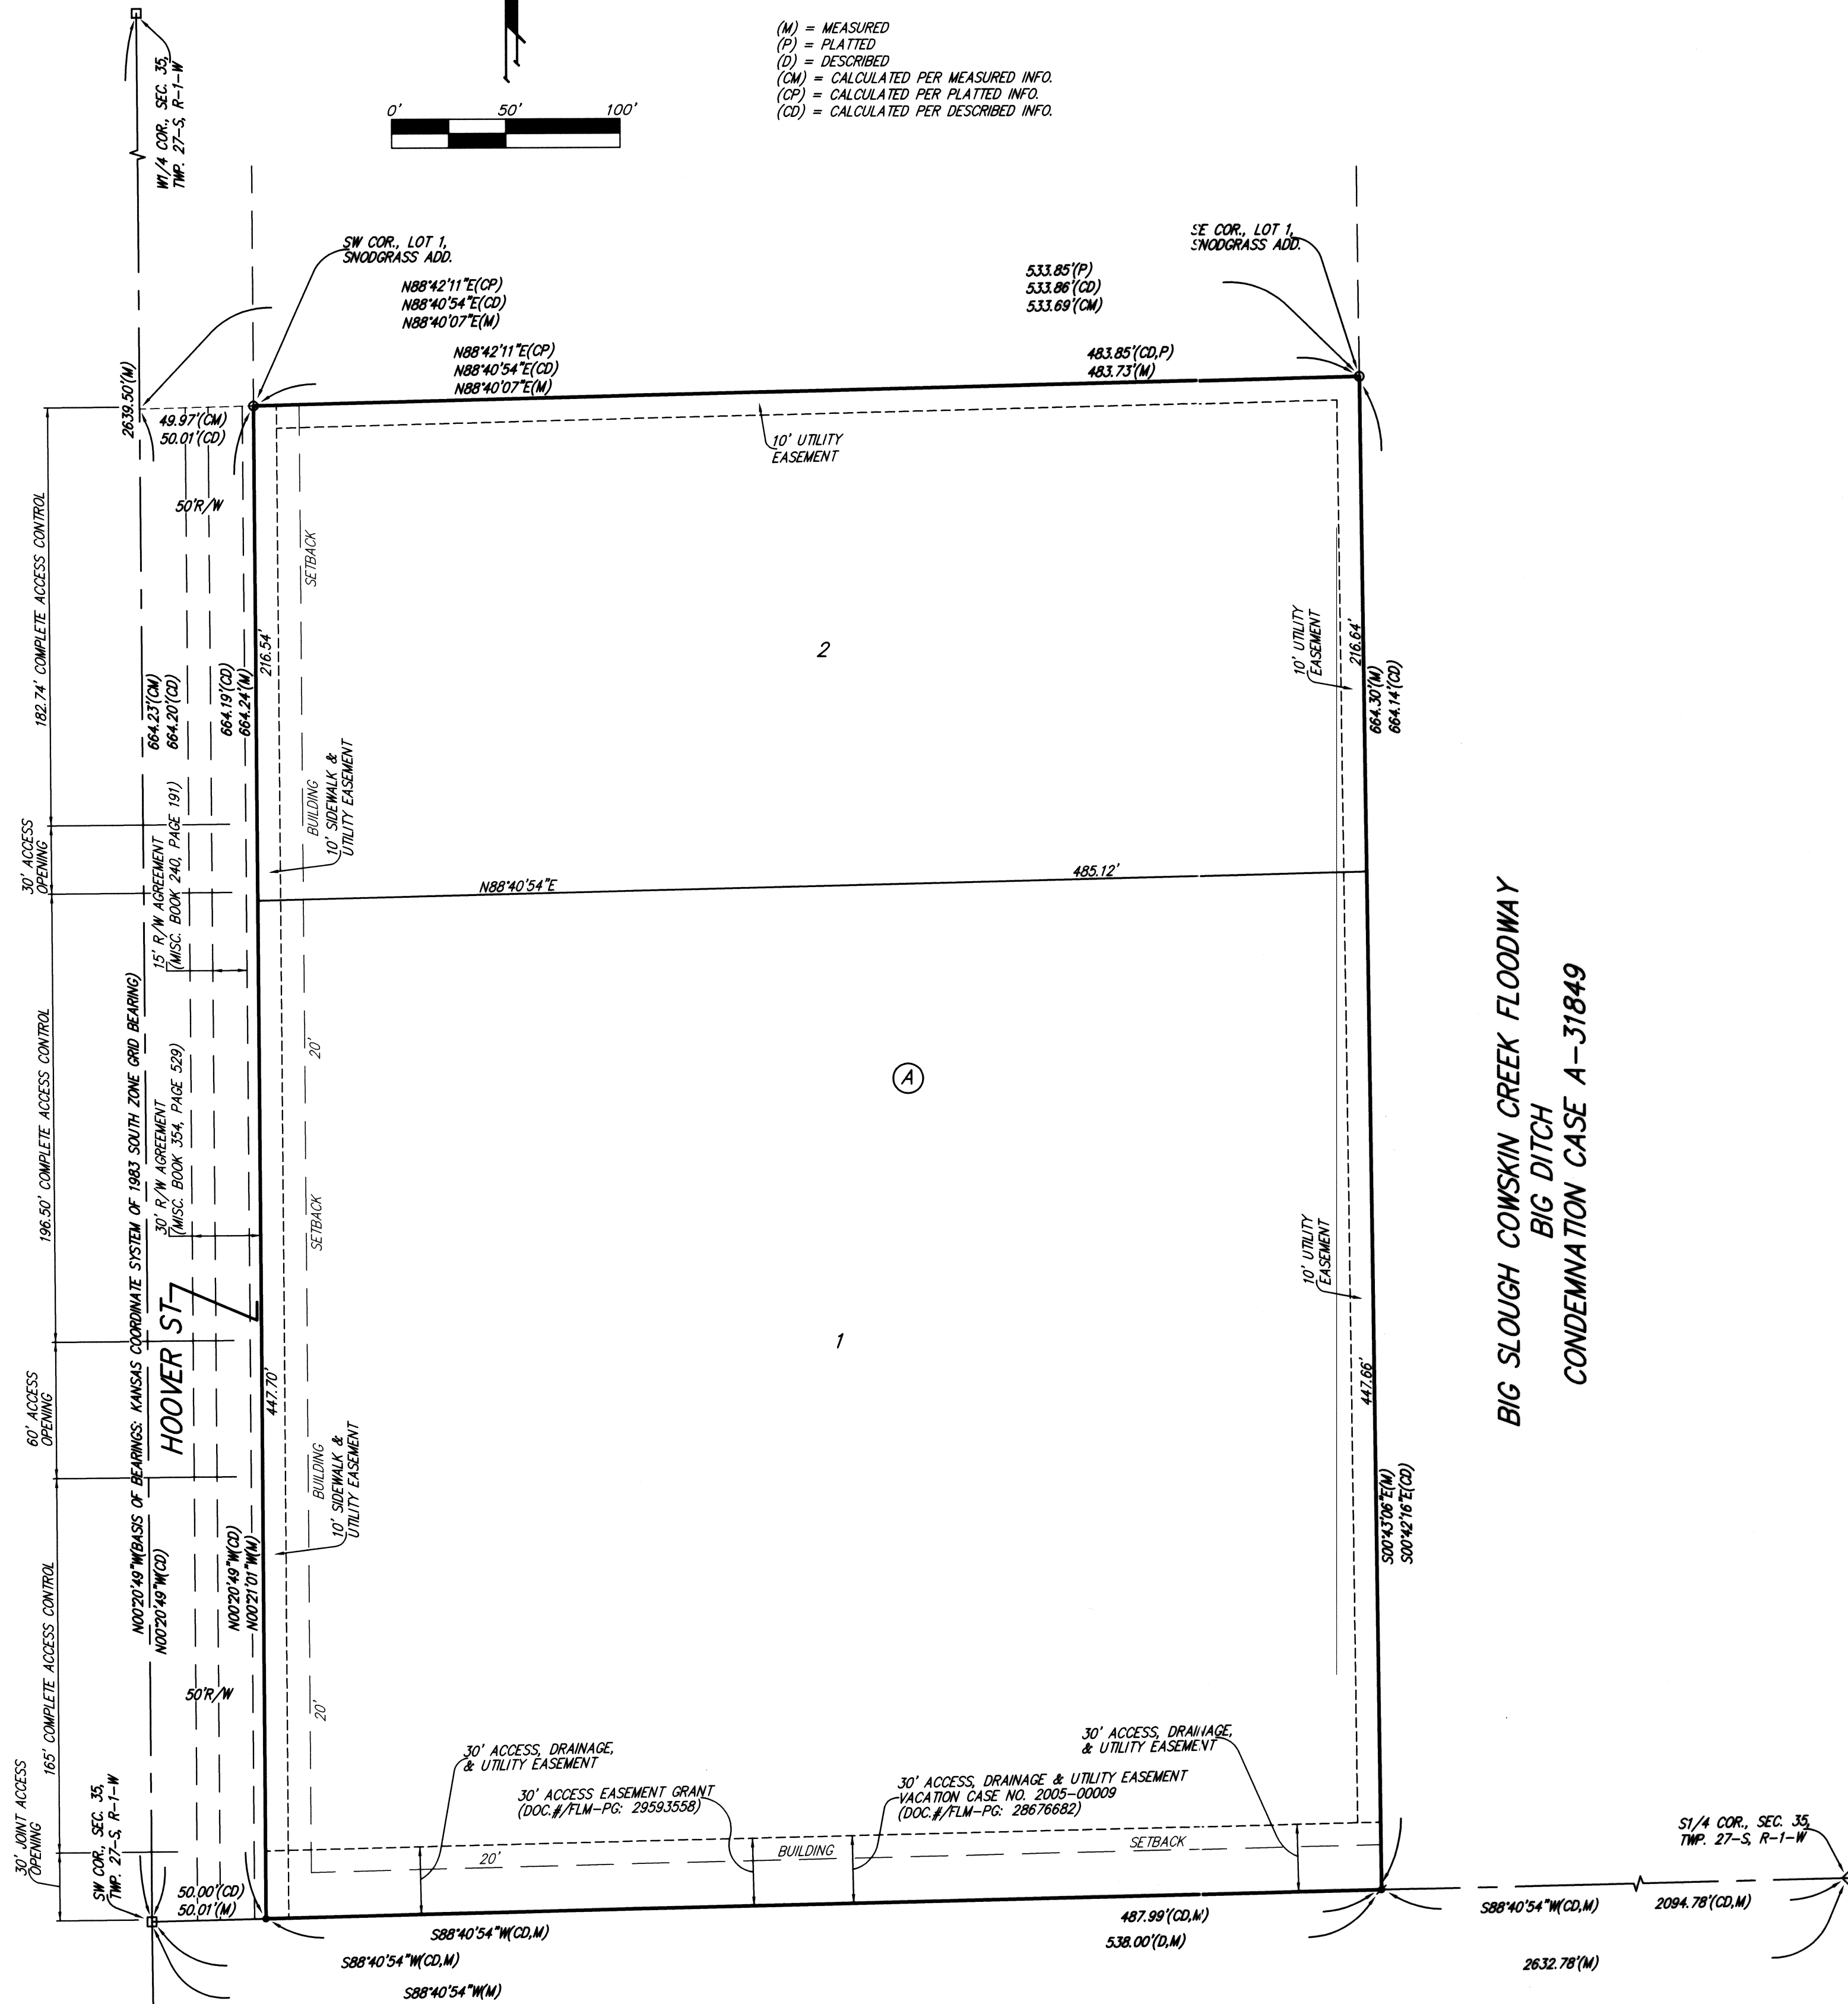 (M) = MEASURED
(P) = PLATTED
(D) = DESCRIBED
(CM) = CALCULATED PER MEASURED INFO.
(CP) = CALCULATED PER PLATTED INFO.
(CD) = CALCULATED PER DESCRIBED INFO.
0' 50' 100'
W1/4 COR., SEC. 35,
TWP. 27-S, R-1-W
SW COR., LOT 1,
SNODGRASS ADD.
SE COR., LOT 1,
SNODGRASS ADD.
N88°42'11"E(CP)
N88°40'54"E(CD)
N88°40'07"E(M)
533.85'(P)
533.86'(CD)
533.69'(CM)
N88°42'11"E(CP)
N88°40'54"E(CD)
N88°40'07"E(M)
483.85'(CD,P)
483.73'(M)
2639.50'(M)
49.97'(CM)
50.01'(CD)
10' UTILITY
EASEMENT
50'R/W
182.74' COMPLETE ACCESS CONTROL
SETBACK
664.23'(CM)
664.20'(CD)
664.19'(CD)
664.24'(M)
216.54'
2
10' UTILITY
EASEMENT
216.64'
664.30'(M)
664.14'(CD)
BUILDING
10' SIDEWALK &
UTILITY EASEMENT
30' ACCESS
OPENING
15' R/W AGREEMENT
(MISC. BOOK 240, PAGE 191)
N88°40'54"E
485.12'
196.50' COMPLETE ACCESS CONTROL
N00°20'49"W(BASIS OF BEARINGS: KANSAS COORDINATE SYSTEM OF 1983 SOUTH ZONE GRID BEARING)
30' R/W AGREEMENT
(MISC. BOOK 354, PAGE 529)
20'
SETBACK
A
BIG SLOUGH COWSKIN CREEK FLOODWAY
BIG DITCH
CONDEMNATION CASE A-31849
10' UTILITY
EASEMENT
HOOVER ST
1
60' ACCESS
OPENING
447.70'
447.66'
BUILDING
10' SIDEWALK &
UTILITY EASEMENT
165' COMPLETE ACCESS CONTROL
N00°20'49"W(CD)
N00°20'49"W(CD)
N00°21'01"W(M)
S00°43'06"E(M)
S00°42'16"E(CD)
50'R/W
20'
30' ACCESS, DRAINAGE,
& UTILITY EASEMENT
30' ACCESS, DRAINAGE,
& UTILITY EASEMENT
30' ACCESS EASEMENT GRANT
(DOC.#/FLM-PG: 29593558)
30' ACCESS, DRAINAGE & UTILITY EASEMENT
VACATION CASE NO. 2005-00009
(DOC.#/FLM-PG: 28676682)
30' JOINT ACCESS
OPENING
SW COR., SEC. 35,
TWP. 27-S, R-1-W
20'
BUILDING
SETBACK
S1/4 COR., SEC. 35,
TWP. 27-S, R-1-W
50.00'(CD)
50.01'(M)
S88°40'54"W(CD,M)
487.99'(CD,M)
S88°40'54"W(CD,M)
2094.78'(CD,M)
S88°40'54"W(CD,M)
538.00'(D,M)
S88°40'54"W(M)
2632.78'(M)